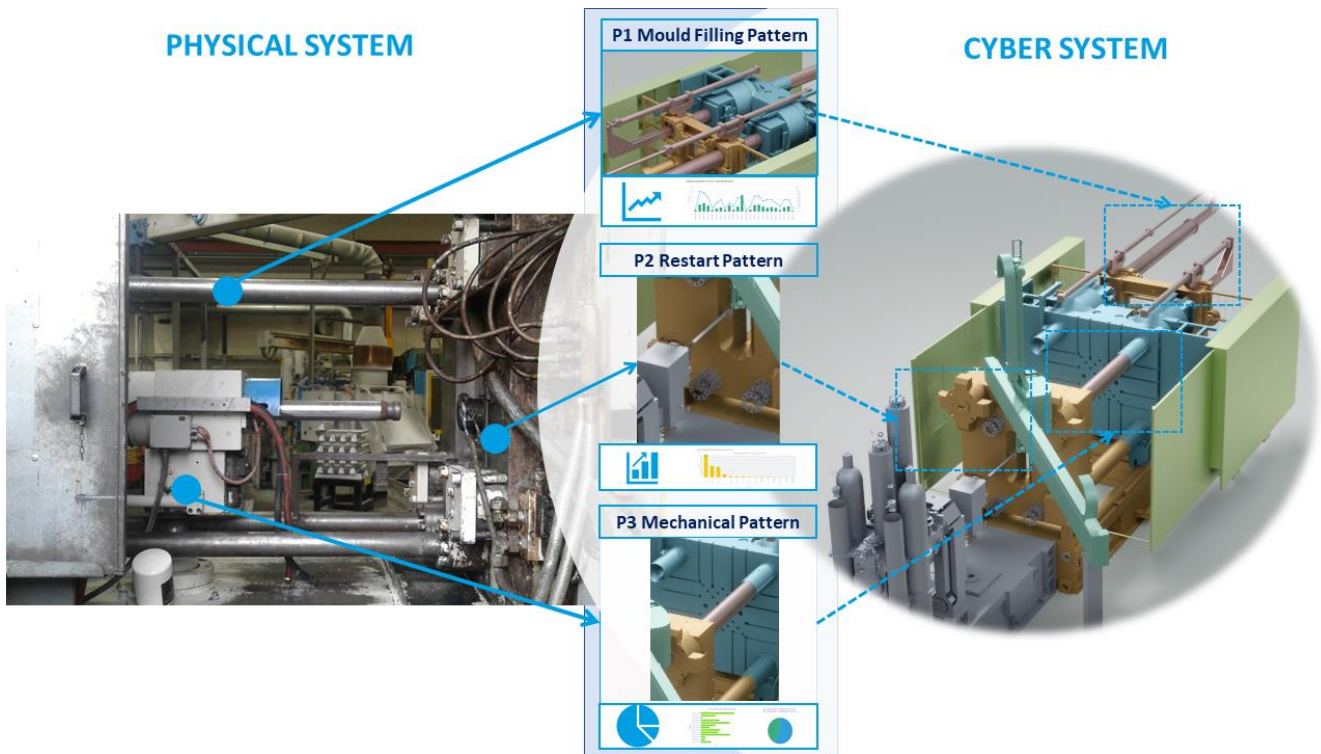 PHYSICAL SYSTEM
P1 Mould Filling Pattern
CYBER SYSTEM
P2 Restart Pattern
P3 Mechanical Pattern